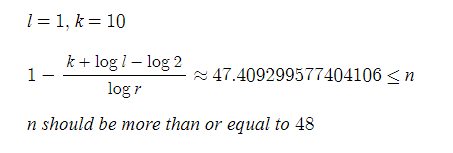 l = 1, k = 10
1 − (k + log l − log 2)/(log r) ≈ 47.409299577404106 ≤ n
n should be more than or equal to 48